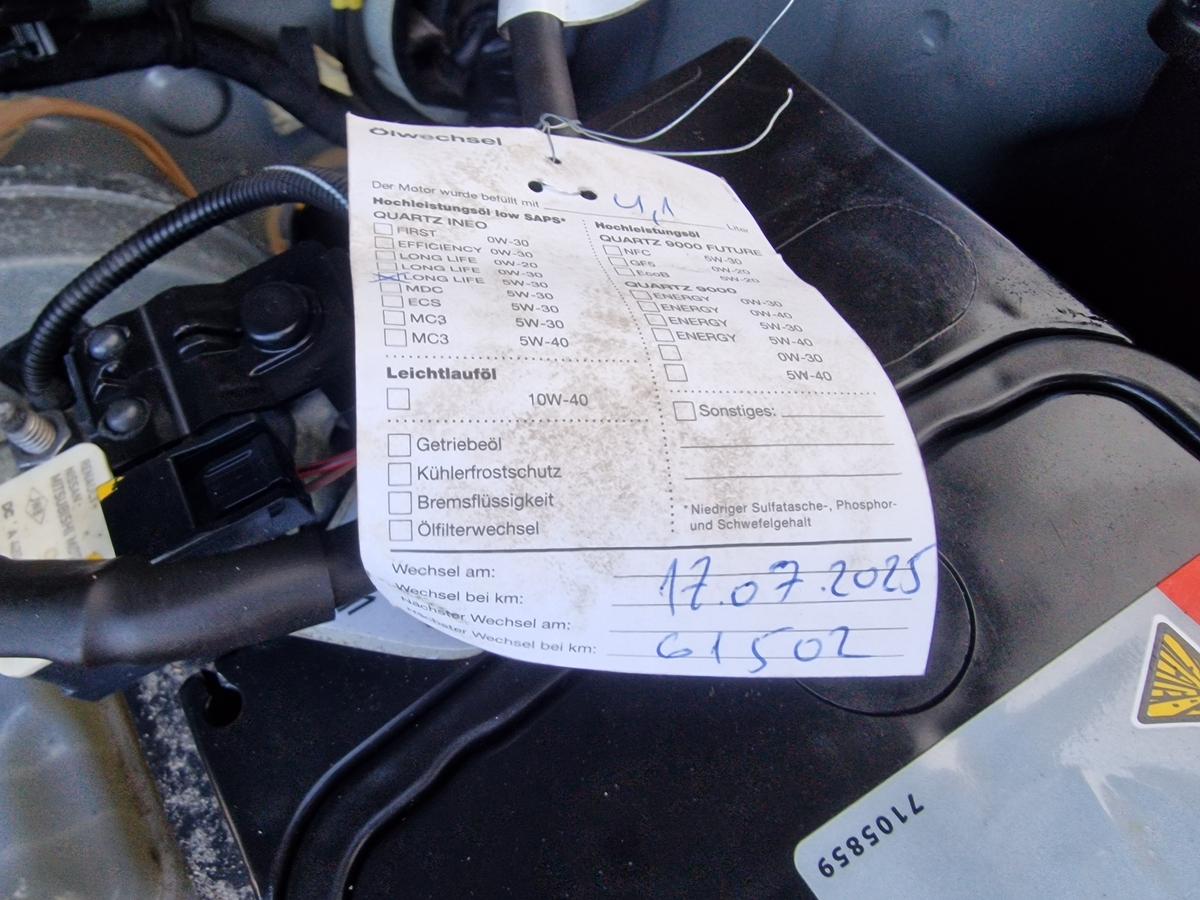 Ölwechsel
Der Motor wurde befüllt mit 4,1 Liter
Hochleistungsöl low SAPS*
QUARTZ INEO
FIRST 0W-30
EFFICIENCY 0W-30
LONG LIFE 0W-20
LONG LIFE 0W-30
LONG LIFE 5W-30
MDC 5W-30
ECS 5W-30
MC3 5W-30
MC3 5W-40
Leichtlauföl
10W-40
Getriebeöl
Kühlerfrostschutz
Bremsflüssigkeit
Ölfilterwechsel
Hochleistungsöl
QUARTZ 9000 FUTURE
NFC 5W-30
GF5 0W-20
EcoB 5W-20
QUARTZ 9000
ENERGY 0W-30
ENERGY 0W-40
ENERGY 5W-30
ENERGY 5W-40
0W-30
5W-40
Sonstiges:
*Niedriger Sulfatasche-, Phosphor-
und Schwefelgehalt
Wechsel am: 17.07.2025
Wechsel bei km:
Nächster Wechsel am:
Nächster Wechsel bei km: 61502
RENAULT-
NISSAN-
MITSUBISHI
DC
7105859